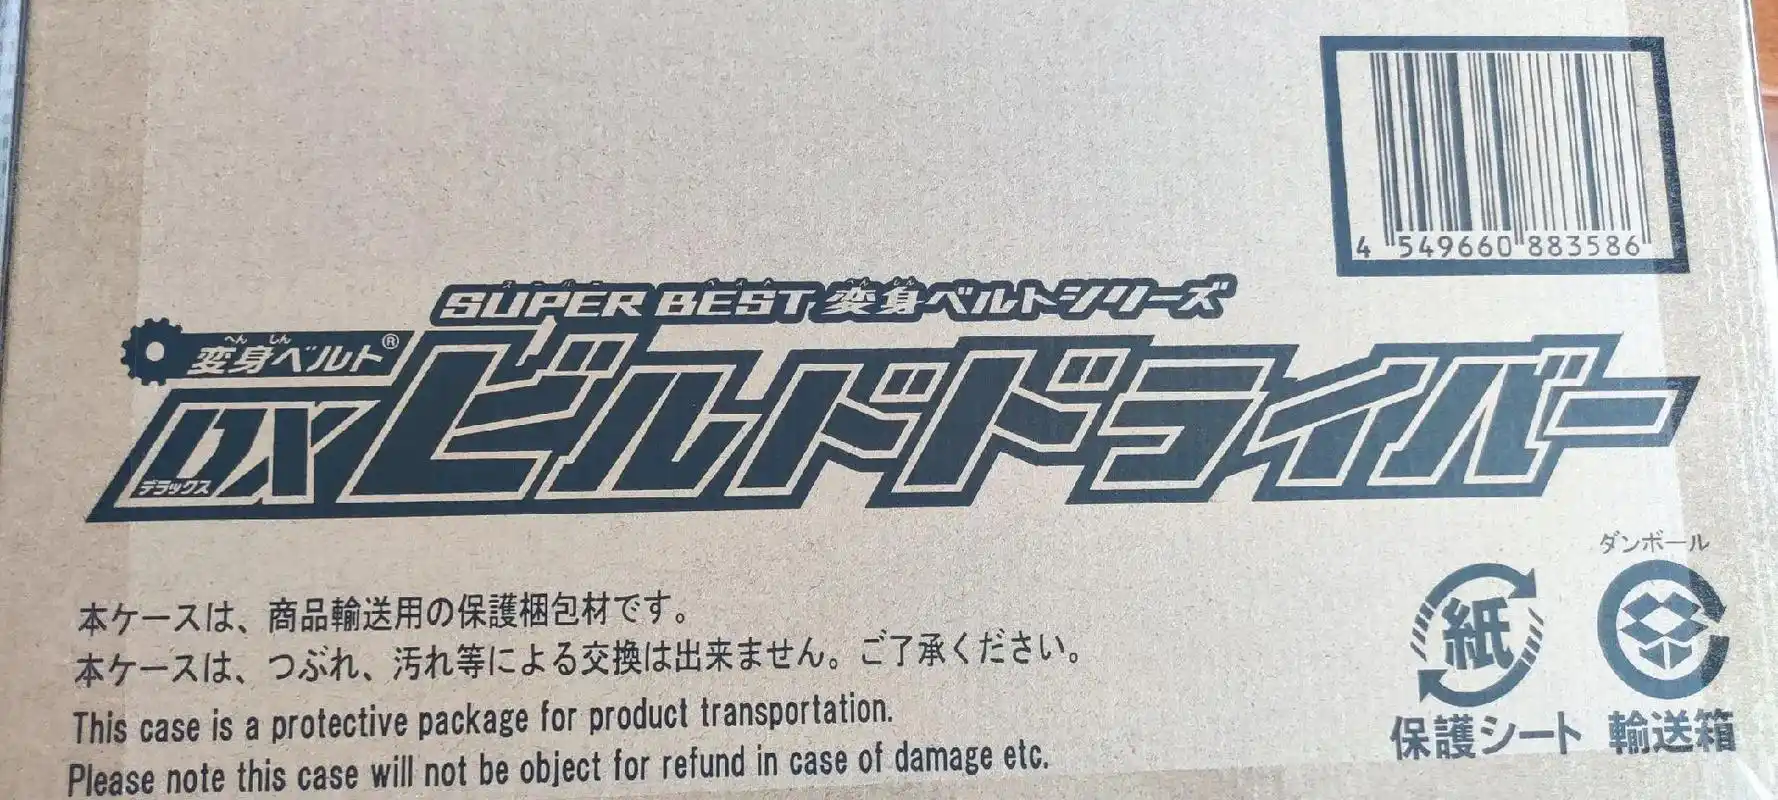 4 549660 883586
SUPER BEST 変身ベルトシリーズ
変身ベルト®
へんしん
DXビルドドライバー
デラックス
本ケースは、商品輸送用の保護梱包材です。
本ケースは、つぶれ、汚れ等による交換は出来ません。ご了承ください。
This case is a protective package for product transportation.
Please note this case will not be object for refund in case of damage etc.
紙
保護シート
ダンボール
輸送箱